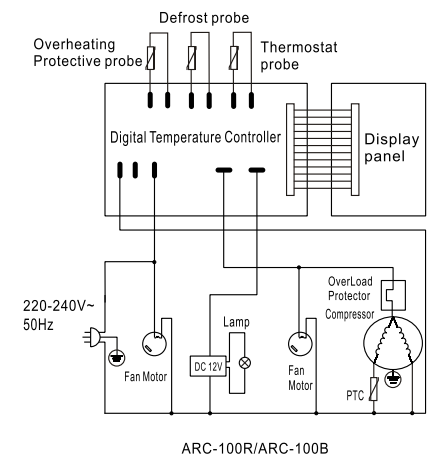 Defrost probe
Overheating
Protective probe
Thermostat
probe
Digital Temperature Controller
Display
panel
220-240V~
50Hz
OverLoad
Protector
Compressor
Lamp
DC 12V
Fan Motor
Fan
Motor
PTC
ARC-100R/ARC-100B